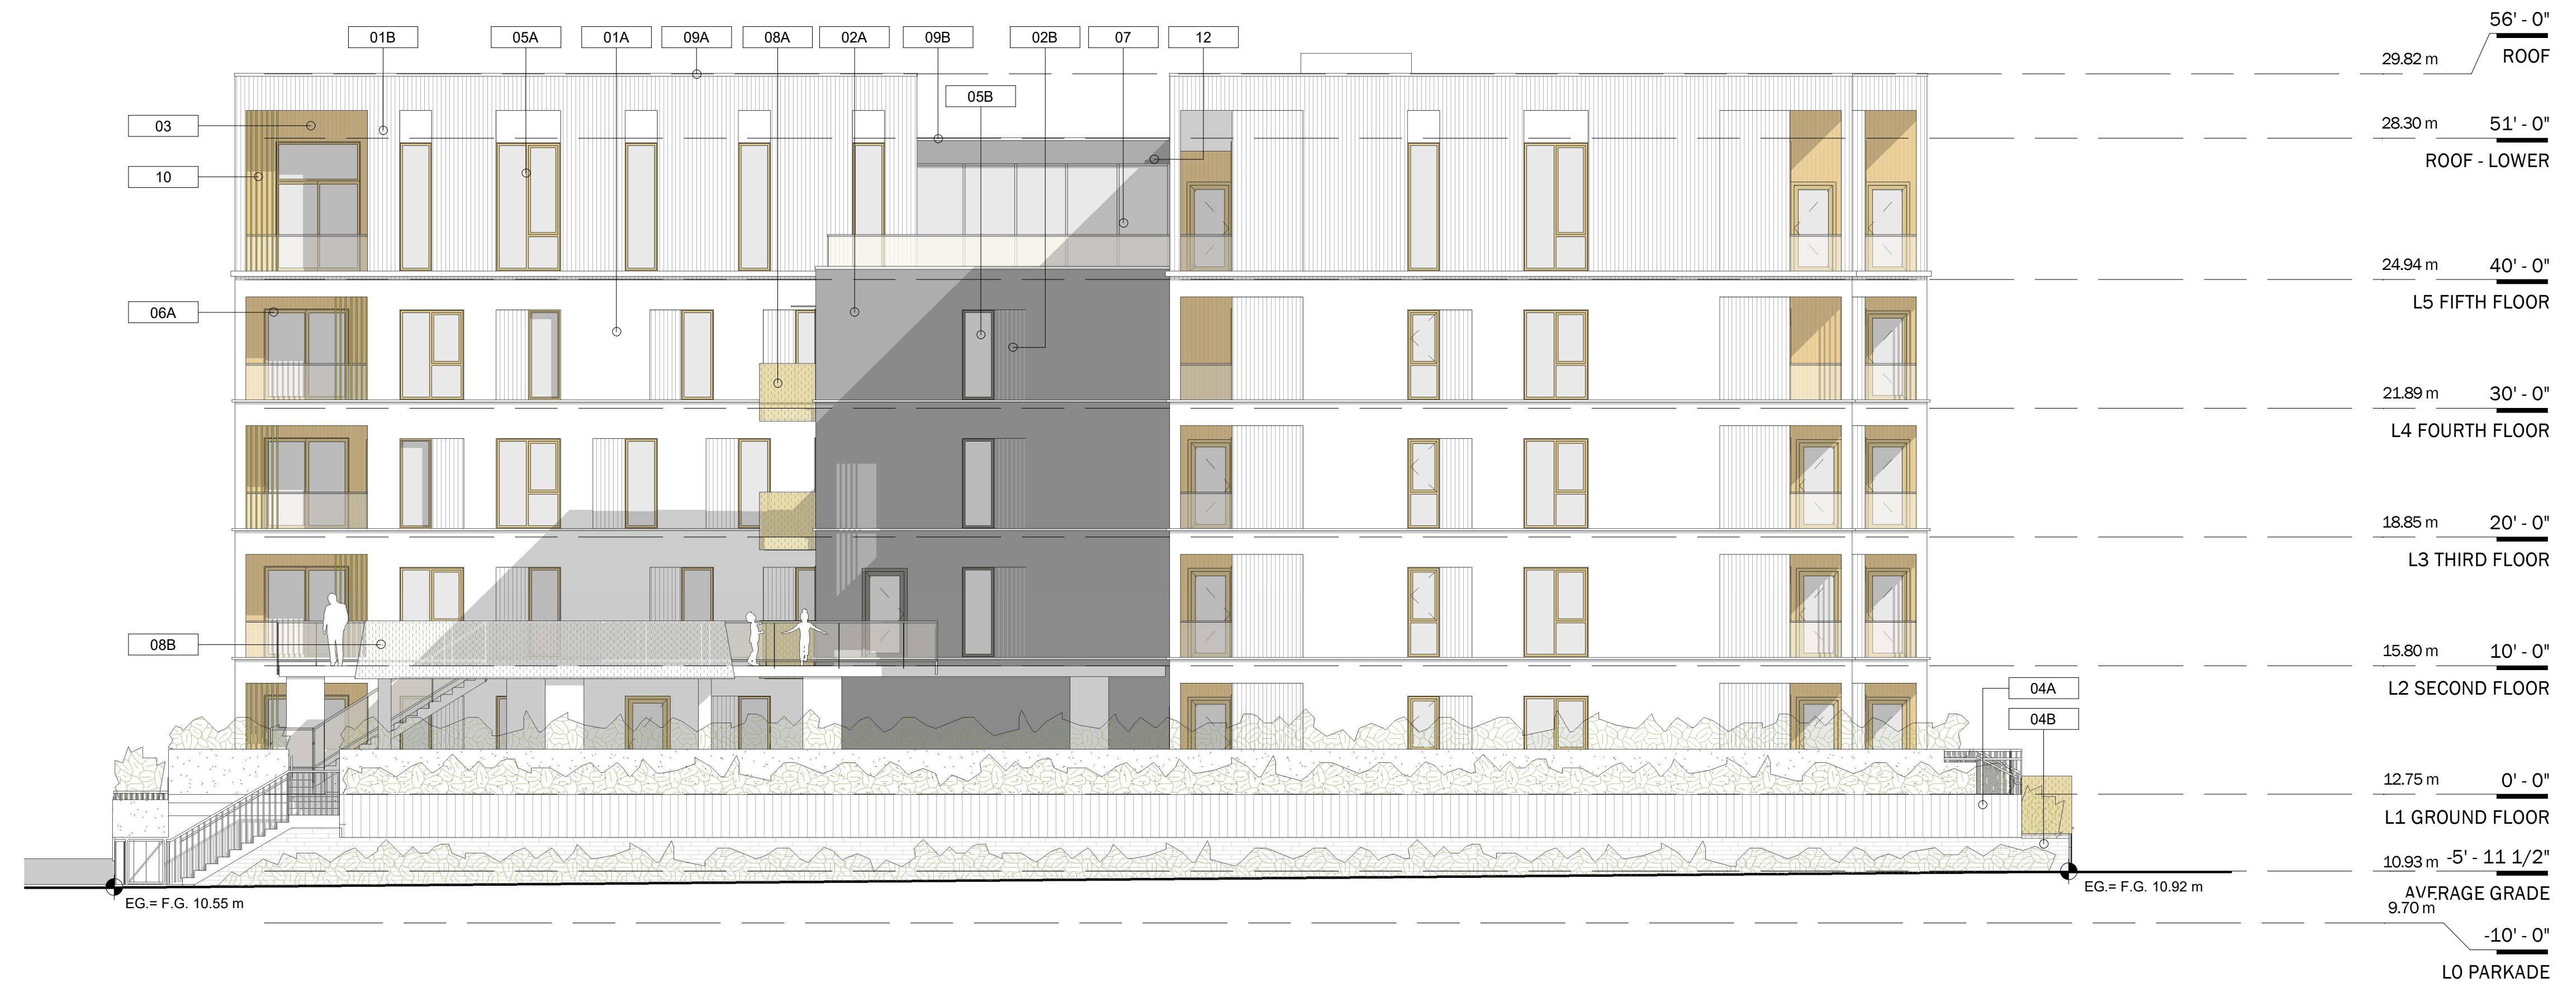 01B
05A
01A
09A
08A
02A
09B
02B
07
12
05B
03
10
06A
08B
04A
04B
56' - 0"
29.82 m
ROOF
28.30 m
51' - 0"
ROOF - LOWER
24.94 m
40' - 0"
L5 FIFTH FLOOR
21.89 m
30' - 0"
L4 FOURTH FLOOR
18.85 m
20' - 0"
L3 THIRD FLOOR
15.80 m
10' - 0"
L2 SECOND FLOOR
12.75 m
0' - 0"
L1 GROUND FLOOR
10.93 m
-5' - 11 1/2"
AVERAGE GRADE
9.70 m
-10' - 0"
L0 PARKADE
EG.= F.G. 10.55 m
EG.= F.G. 10.92 m